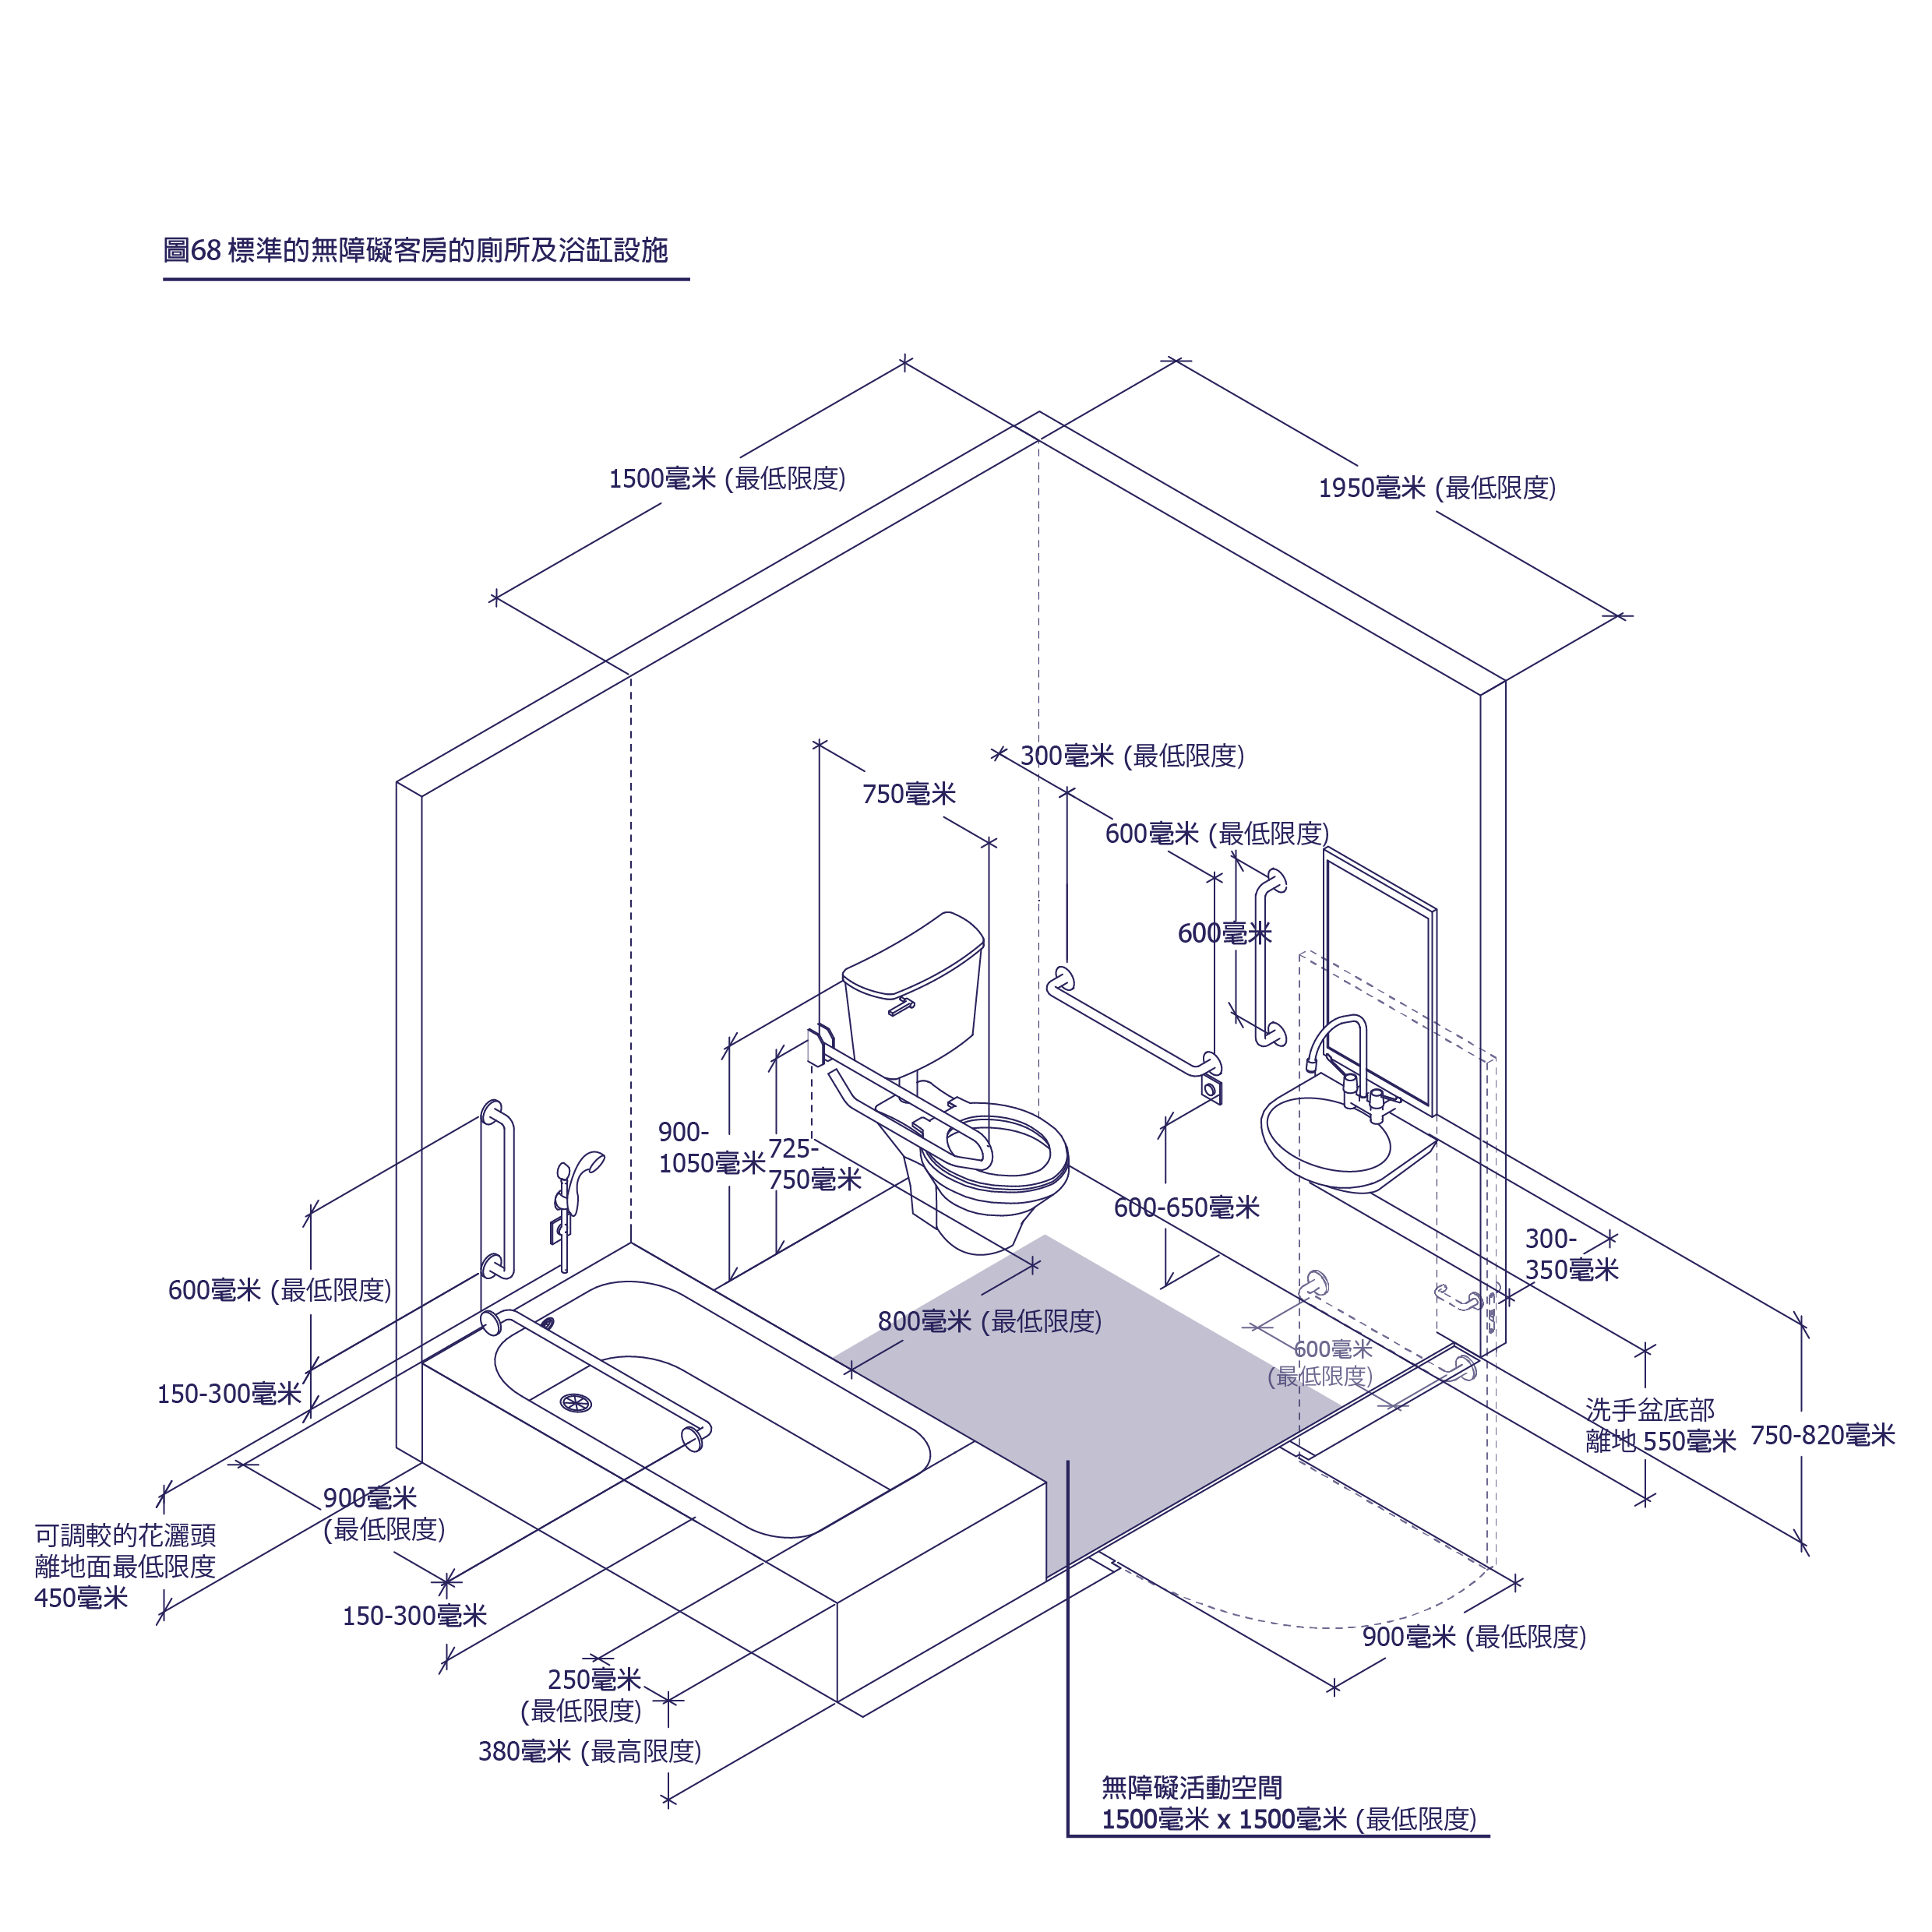 圖68 標準的無障礙客房的廁所及浴缸設施
1500毫米 (最低限度)
1950毫米 (最低限度)
300毫米 (最低限度)
750毫米
600毫米 (最低限度)
600毫米
900-
1050毫米
725-
750毫米
600-650毫米
300-
350毫米
600毫米 (最低限度)
800毫米 (最低限度)
600毫米
(最低限度)
150-300毫米
洗手盆底部
離地 550毫米
750-820毫米
900毫米
(最低限度)
可調較的花灑頭
離地面最低限度
450毫米
150-300毫米
900毫米 (最低限度)
250毫米
(最低限度)
380毫米 (最高限度)
無障礙活動空間
1500毫米 x 1500毫米 (最低限度)